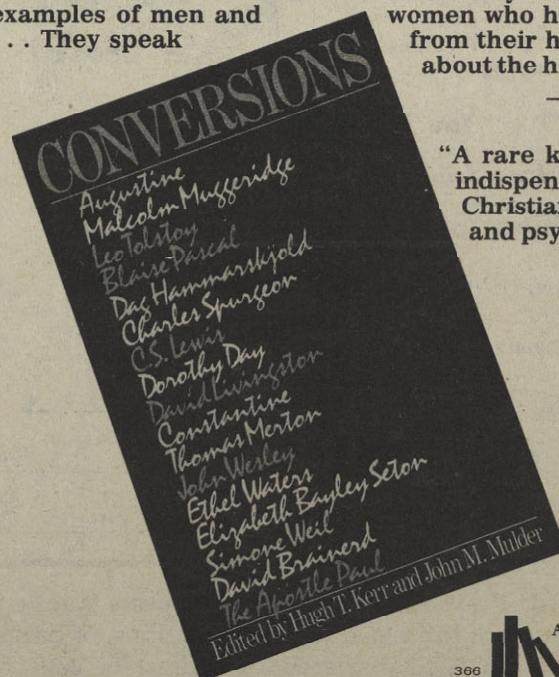 examples of men and
. . They speak
women who h
from their h
about the h
"A rare k
indispen
Christia
and psy
CONVERSIONS
Augustine
Malcolm Muggeridge
Leo Tolstoy
Blaise Pascal
Dag Hammarskjold
Charles Spurgeon
C.S. Lewis
Dorothy Day
David Livingston
Constantine
Thomas Merton
John Wesley
Ethel Waters
Elizabeth Bayley Seton
Simone Weil
David Brainerd
The Apostle Paul
Edited by Hugh T. Kerr and John M. Mulder
366
A